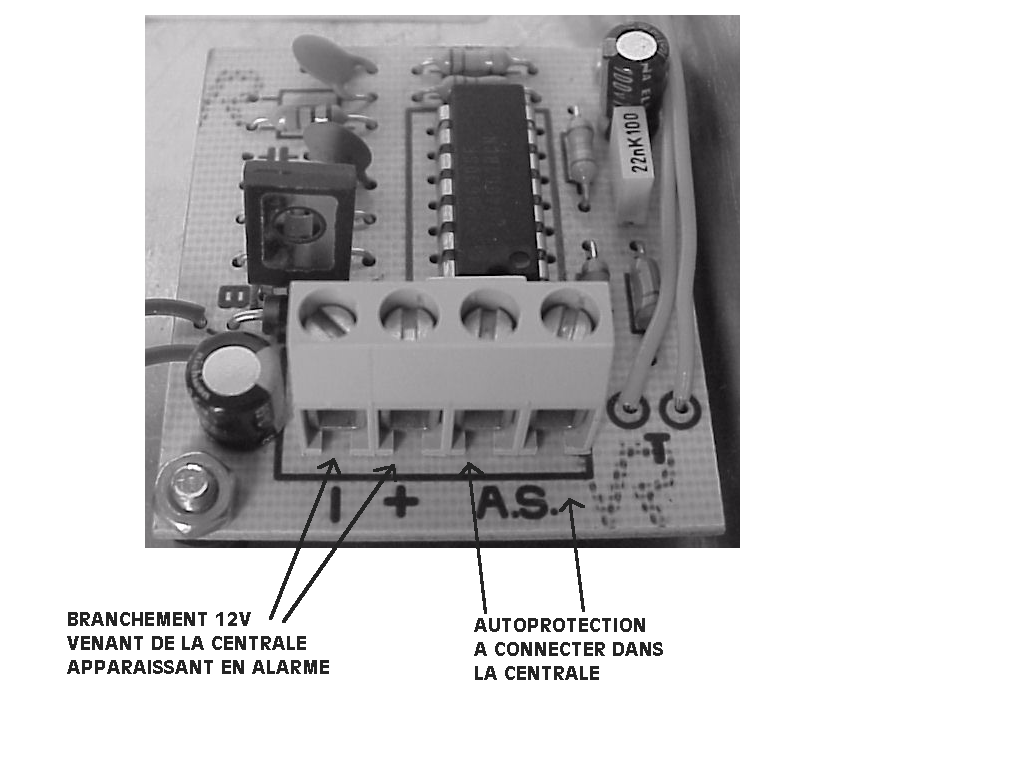 22nK100
B
T
I + A.S.
BRANCHEMENT 12V
VENANT DE LA CENTRALE
APPARAISSANT EN ALARME
AUTOPROTECTION
A CONNECTER DANS
LA CENTRALE